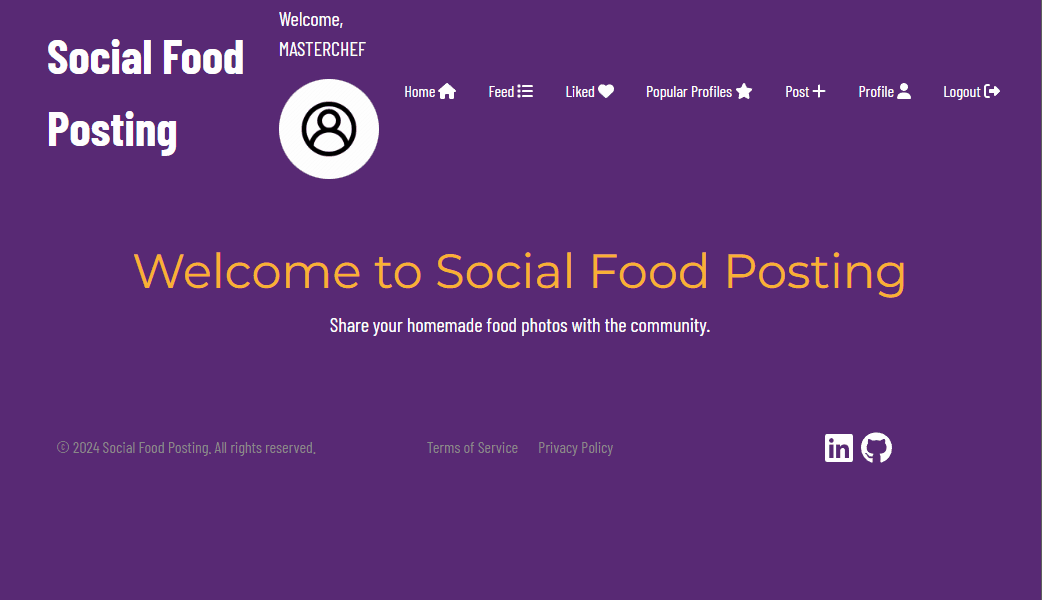 Social Food
Posting
Welcome,
MASTERCHEF
Home Feed Liked Popular Profiles Post Profile Logout
Welcome to Social Food Posting
Share your homemade food photos with the community.
© 2024 Social Food Posting. All rights reserved. Terms of Service Privacy Policy in